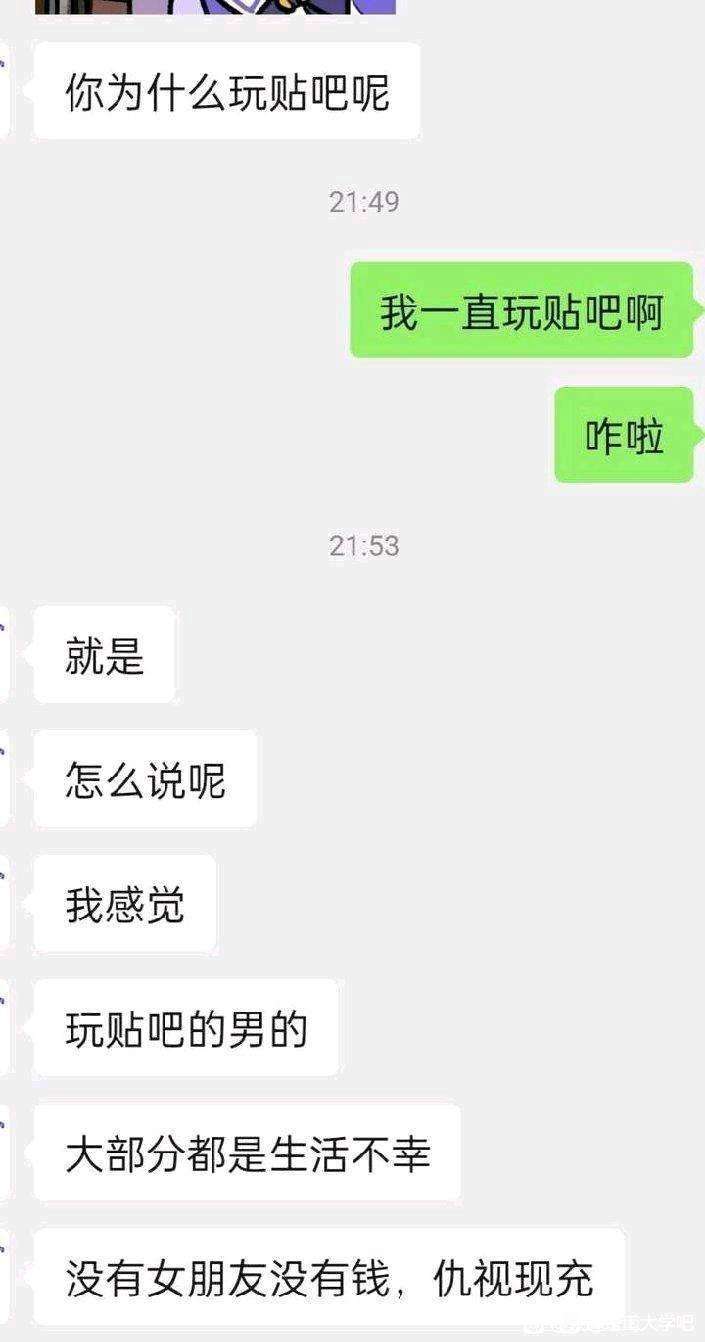 你为什么玩贴吧呢
21:49
我一直玩贴吧啊
咋啦
21:53
就是
怎么说呢
我感觉
玩贴吧的男的
大部分都是生活不幸
没有女朋友没有钱，仇视现充
大学吧